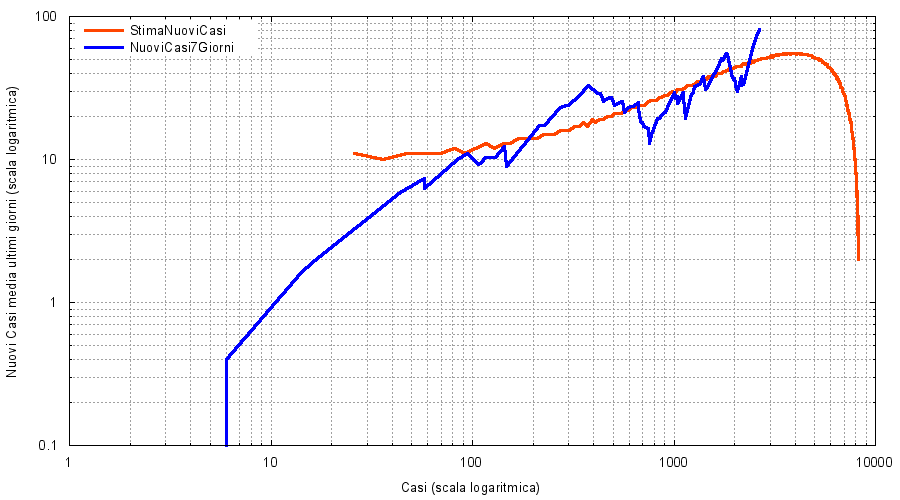 100
StimaNuoviCasi
NuoviCasi7Giorni
10
1
0.1
Nuovi Casi media ultimi giorni (scala logaritmica)
1
10
100
1000
10000
Casi (scala logaritmica)